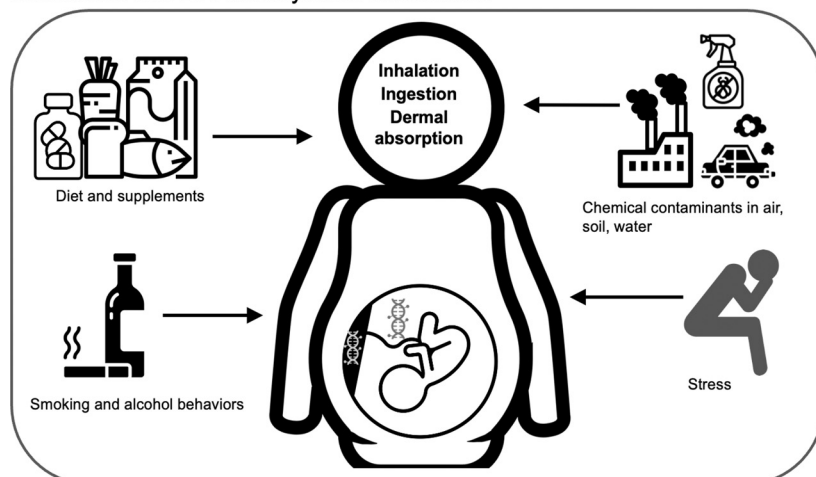 Inhalation
Ingestion
Dermal
absorption
Diet and supplements
Chemical contaminants in air,
soil, water
Smoking and alcohol behaviors
Stress